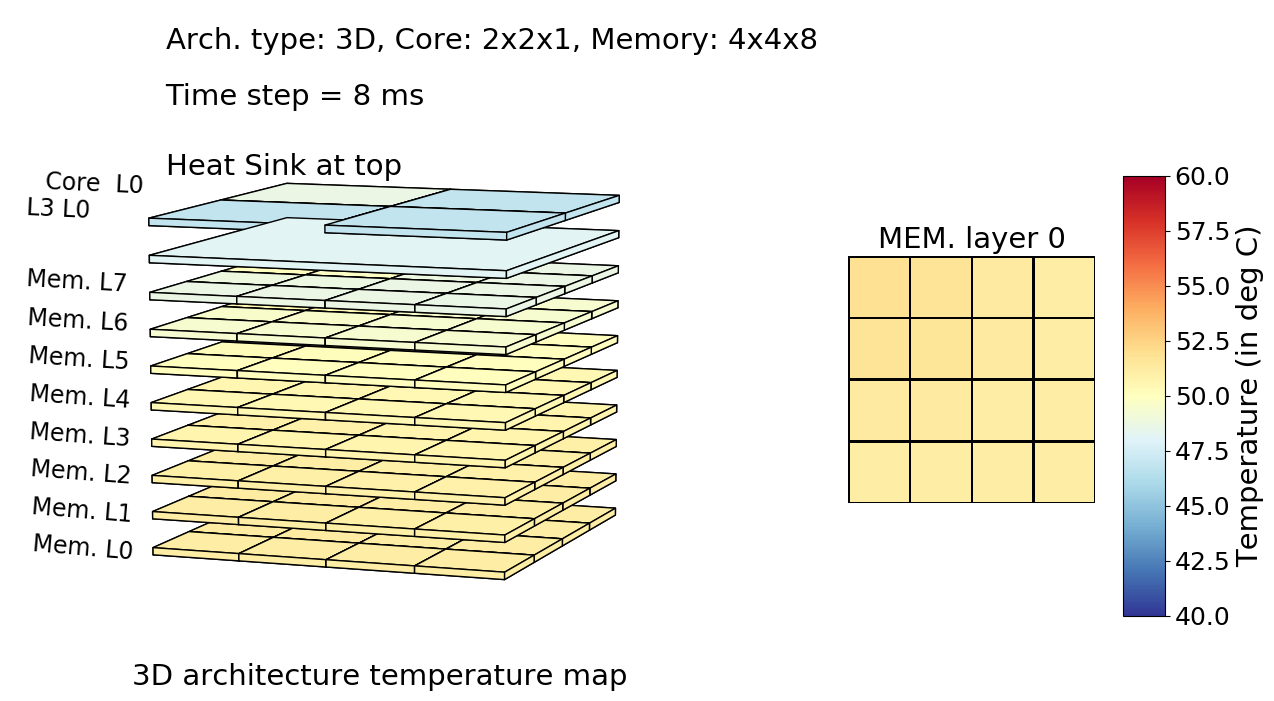 Arch. type: 3D, Core: 2x2x1, Memory: 4x4x8
Time step = 8 ms
Heat Sink at top
Core L0
L3 L0
Mem. L7
Mem. L6
Mem. L5
Mem. L4
Mem. L3
Mem. L2
Mem. L1
Mem. L0
3D architecture temperature map
MEM. layer 0
60.0
57.5
55.0
52.5
50.0
47.5
45.0
42.5
40.0
Temperature (in deg C)